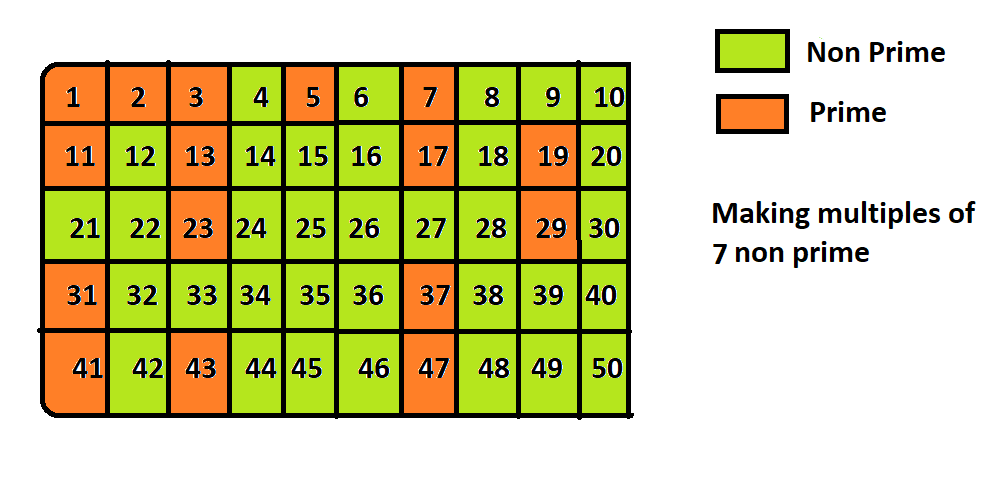 1 2 3 4 5 6 7 8 9 10
11 12 13 14 15 16 17 18 19 20
21 22 23 24 25 26 27 28 29 30
31 32 33 34 35 36 37 38 39 40
41 42 43 44 45 46 47 48 49 50
Non Prime
Prime
Making multiples of
7 non prime